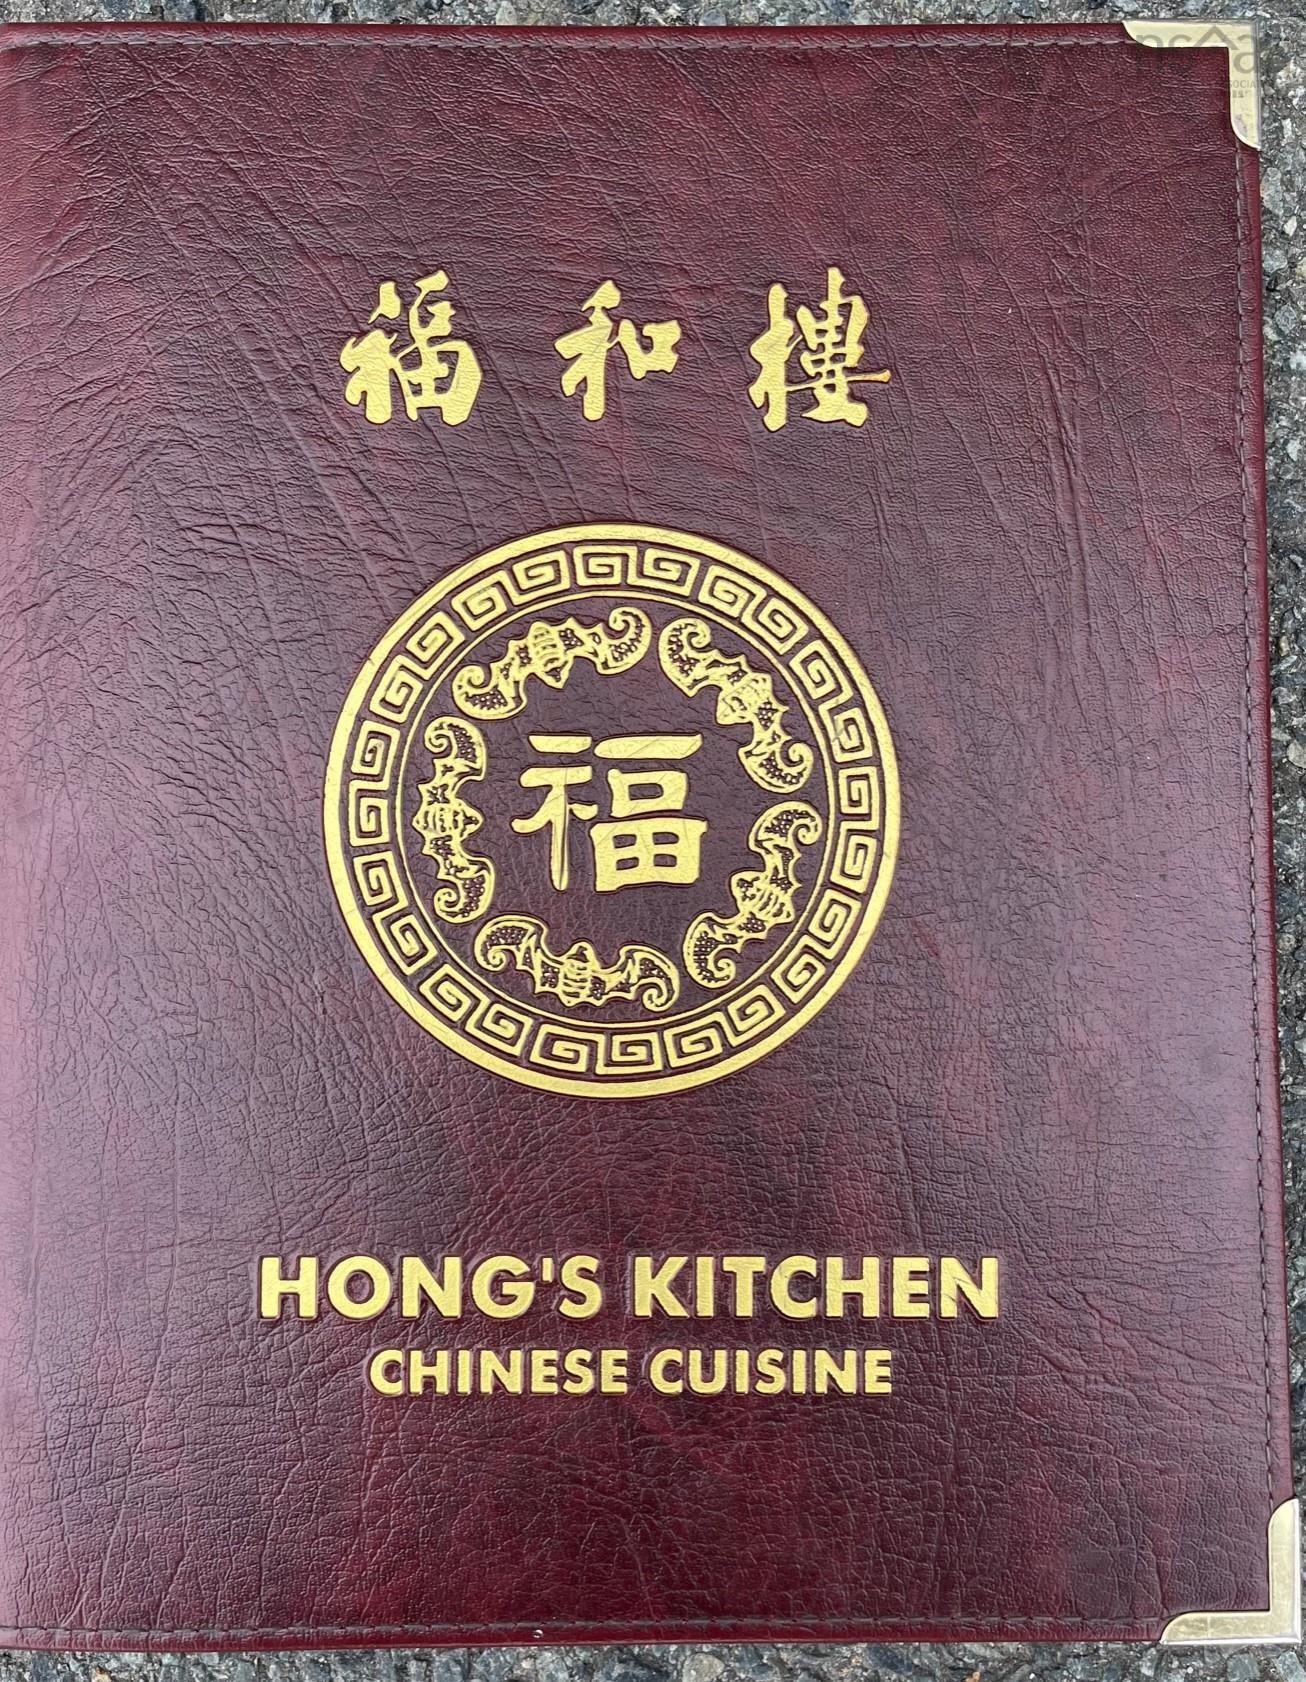 福和樓
福
HONG'S KITCHEN
CHINESE CUISINE